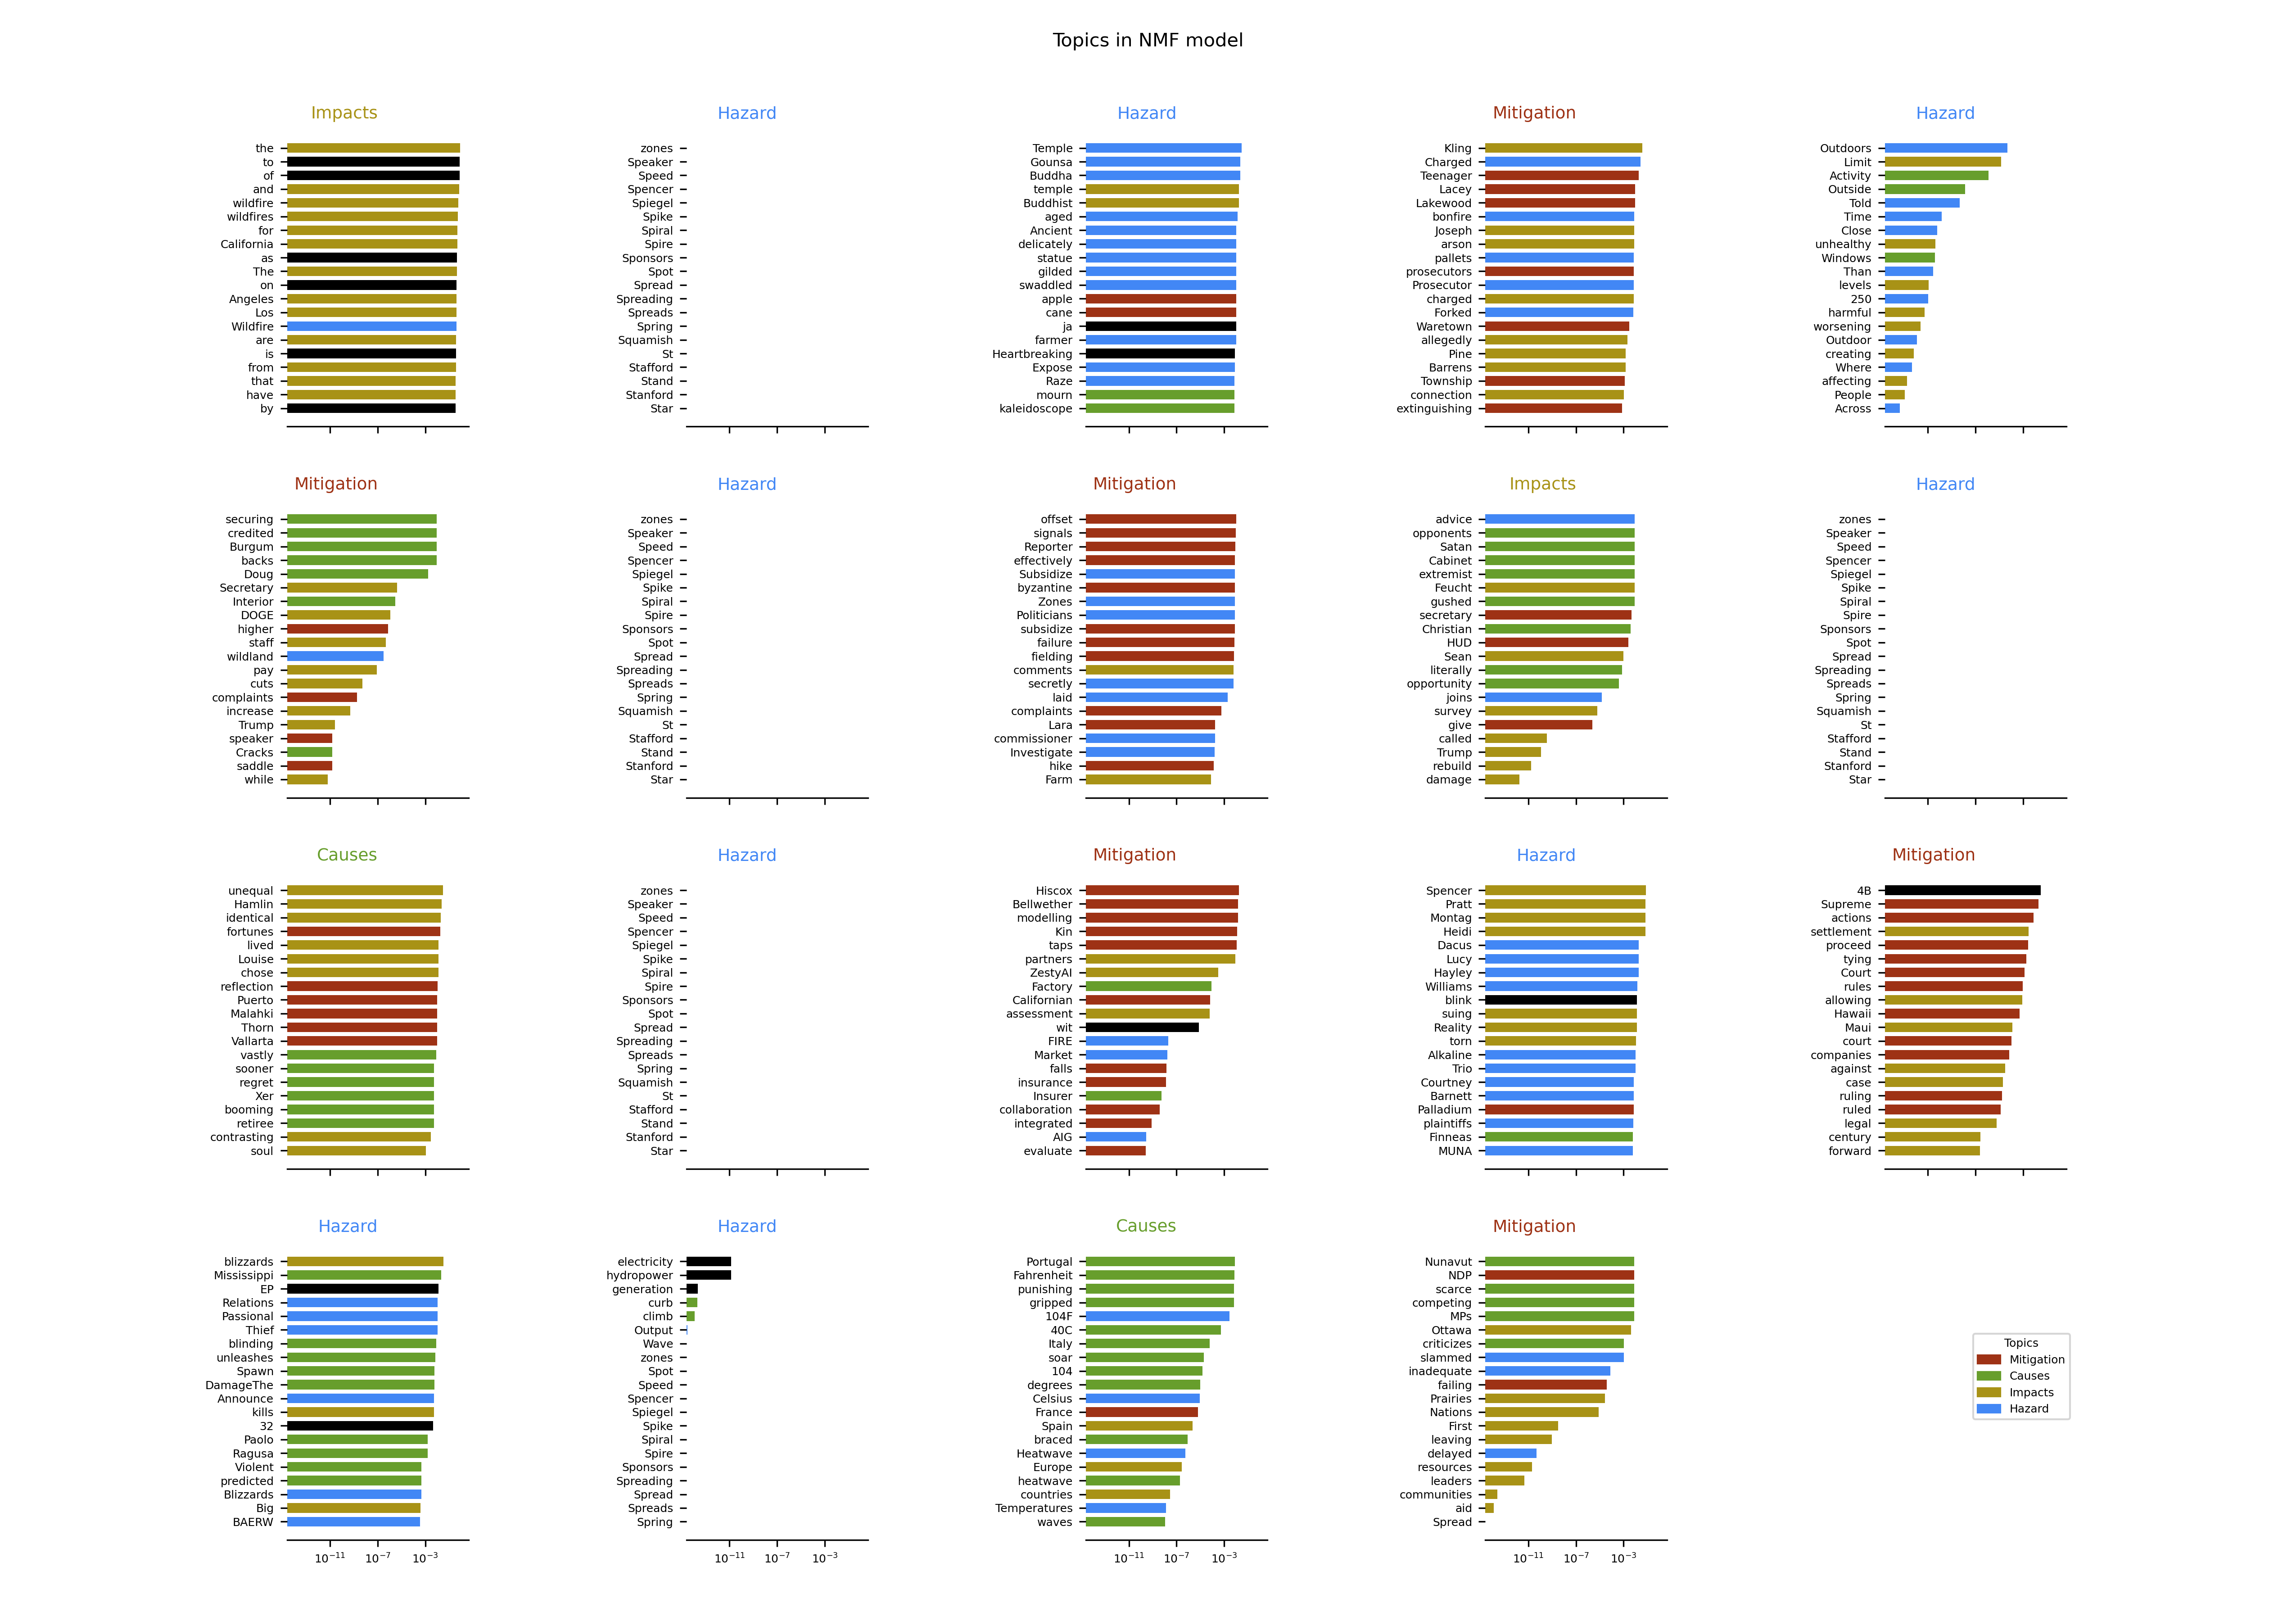 Topics in NMF model
Impacts
the
to
of
and
wildfire
wildfires
for
California
as
The
on
Angeles
Los
Wildfire
are
is
from
that
have
by
Hazard
zones
Speaker
Speed
Spencer
Spiegel
Spike
Spiral
Spire
Sponsors
Spot
Spread
Spreading
Spreads
Spring
Squamish
St
Stafford
Stand
Stanford
Star
Hazard
Temple
Gounsa
Buddha
temple
Buddhist
aged
Ancient
delicately
statue
gilded
swaddled
apple
cane
ja
farmer
Heartbreaking
Expose
Raze
mourn
kaleidoscope
Mitigation
Kling
Charged
Teenager
Lacey
Lakewood
bonfire
Joseph
arson
pallets
prosecutors
Prosecutor
charged
Forked
Waretown
allegedly
Pine
Barrens
Township
connection
extinguishing
Hazard
Outdoors
Limit
Activity
Outside
Told
Time
Close
unhealthy
Windows
Than
levels
250
harmful
worsening
Outdoor
creating
Where
affecting
People
Across
Mitigation
securing
credited
Burgum
backs
Doug
Secretary
Interior
DOGE
higher
staff
wildland
pay
cuts
complaints
increase
Trump
speaker
Cracks
saddle
while
Hazard
zones
Speaker
Speed
Spencer
Spiegel
Spike
Spiral
Spire
Sponsors
Spot
Spread
Spreading
Spreads
Spring
Squamish
St
Stafford
Stand
Stanford
Star
Mitigation
offset
signals
Reporter
effectively
Subsidize
byzantine
Zones
Politicians
subsidize
failure
fielding
comments
secretly
laid
complaints
Lara
commissioner
Investigate
hike
Farm
Impacts
advice
opponents
Satan
Cabinet
extremist
Feucht
gushed
secretary
Christian
HUD
Sean
literally
opportunity
joins
survey
give
called
Trump
rebuild
damage
Hazard
zones
Speaker
Speed
Spencer
Spiegel
Spike
Spiral
Spire
Sponsors
Spot
Spread
Spreading
Spreads
Spring
Squamish
St
Stafford
Stand
Stanford
Star
Causes
unequal
Hamlin
identical
fortunes
lived
Louise
chose
reflection
Puerto
Malahki
Thorn
Vallarta
vastly
sooner
regret
Xer
booming
retiree
contrasting
soul
Hazard
zones
Speaker
Speed
Spencer
Spiegel
Spike
Spiral
Spire
Sponsors
Spot
Spread
Spreading
Spreads
Spring
Squamish
St
Stafford
Stand
Stanford
Star
Mitigation
Hiscox
Bellwether
modelling
Kin
taps
partners
ZestyAI
Factory
Californian
assessment
wit
FIRE
Market
falls
insurance
Insurer
collaboration
integrated
AIG
evaluate
Hazard
Spencer
Pratt
Montag
Heidi
Dacus
Lucy
Hayley
Williams
blink
suing
Reality
torn
Alkaline
Trio
Courtney
Barnett
Palladium
plaintiffs
Finneas
MUNA
Mitigation
4B
Supreme
actions
settlement
proceed
tying
Court
rules
allowing
Hawaii
Maui
court
companies
against
case
ruling
ruled
legal
century
forward
Hazard
blizzards
Mississippi
EP
Relations
Passional
Thief
blinding
unleashes
Spawn
DamageThe
Announce
kills
32
Paolo
Ragusa
Violent
predicted
Blizzards
Big
BAERW
10⁻¹¹ 10⁻⁷ 10⁻³
Hazard
electricity
hydropower
generation
curb
climb
Output
Wave
zones
Spot
Speed
Spencer
Spiegel
Spike
Spiral
Spire
Sponsors
Spreading
Spread
Spreads
Spring
10⁻¹¹ 10⁻⁷ 10⁻³
Causes
Portugal
Fahrenheit
punishing
gripped
104F
40C
Italy
soar
104
degrees
Celsius
France
Spain
braced
Heatwave
Europe
heatwave
countries
Temperatures
waves
10⁻¹¹ 10⁻⁷ 10⁻³
Mitigation
Nunavut
NDP
scarce
competing
MPs
Ottawa
criticizes
slammed
inadequate
failing
Prairies
Nations
First
leaving
delayed
resources
leaders
communities
aid
Spread
10⁻¹¹ 10⁻⁷ 10⁻³
Topics
Mitigation
Causes
Impacts
Hazard